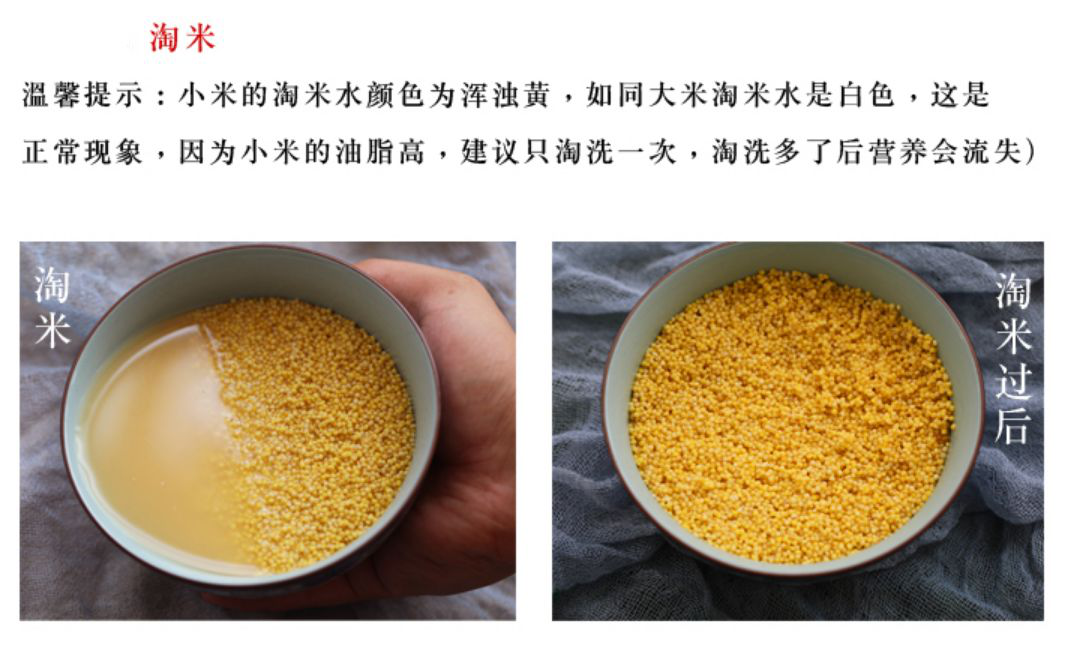 淘米
温馨提示：小米的淘米水颜色为浑浊黄，如同大米淘米水是白色，这是
正常现象，因为小米的油脂高，建议只淘洗一次，淘洗多了后营养会流失）
淘米
淘米过后